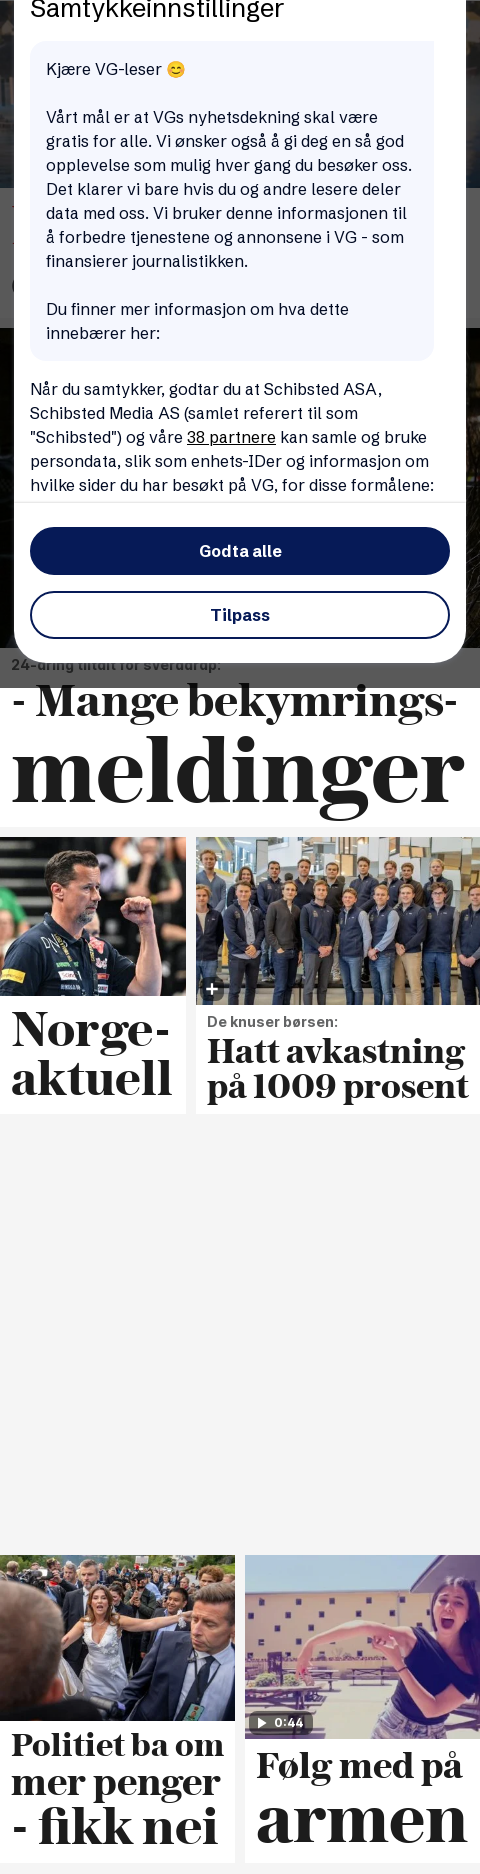 Samtykkeinnstillinger
Kjære VG-leser 😊
Vårt mål er at VGs nyhetsdekning skal være
gratis for alle. Vi ønsker også å gi deg en så god
opplevelse som mulig hver gang du besøker oss.
Det klarer vi bare hvis du og andre lesere deler
data med oss. Vi bruker denne informasjonen til
å forbedre tjenestene og annonsene i VG - som
finansierer journalistikken.
Du finner mer informasjon om hva dette
innebærer her:
Når du samtykker, godtar du at Schibsted ASA,
Schibsted Media AS (samlet referert til som
"Schibsted") og våre 38 partnere kan samle og bruke
persondata, slik som enhets-IDer og informasjon om
hvilke sider du har besøkt på VG, for disse formålene:
Godta alle
Tilpass
24-åring tiltalt for sverddrap:
- Mange bekymrings-
meldinger
Norge-
aktuell
De knuser børsen:
Hatt avkastning
på 1009 prosent
0:44
Politiet ba om
mer penger
- fikk nei
Følg med på
armen